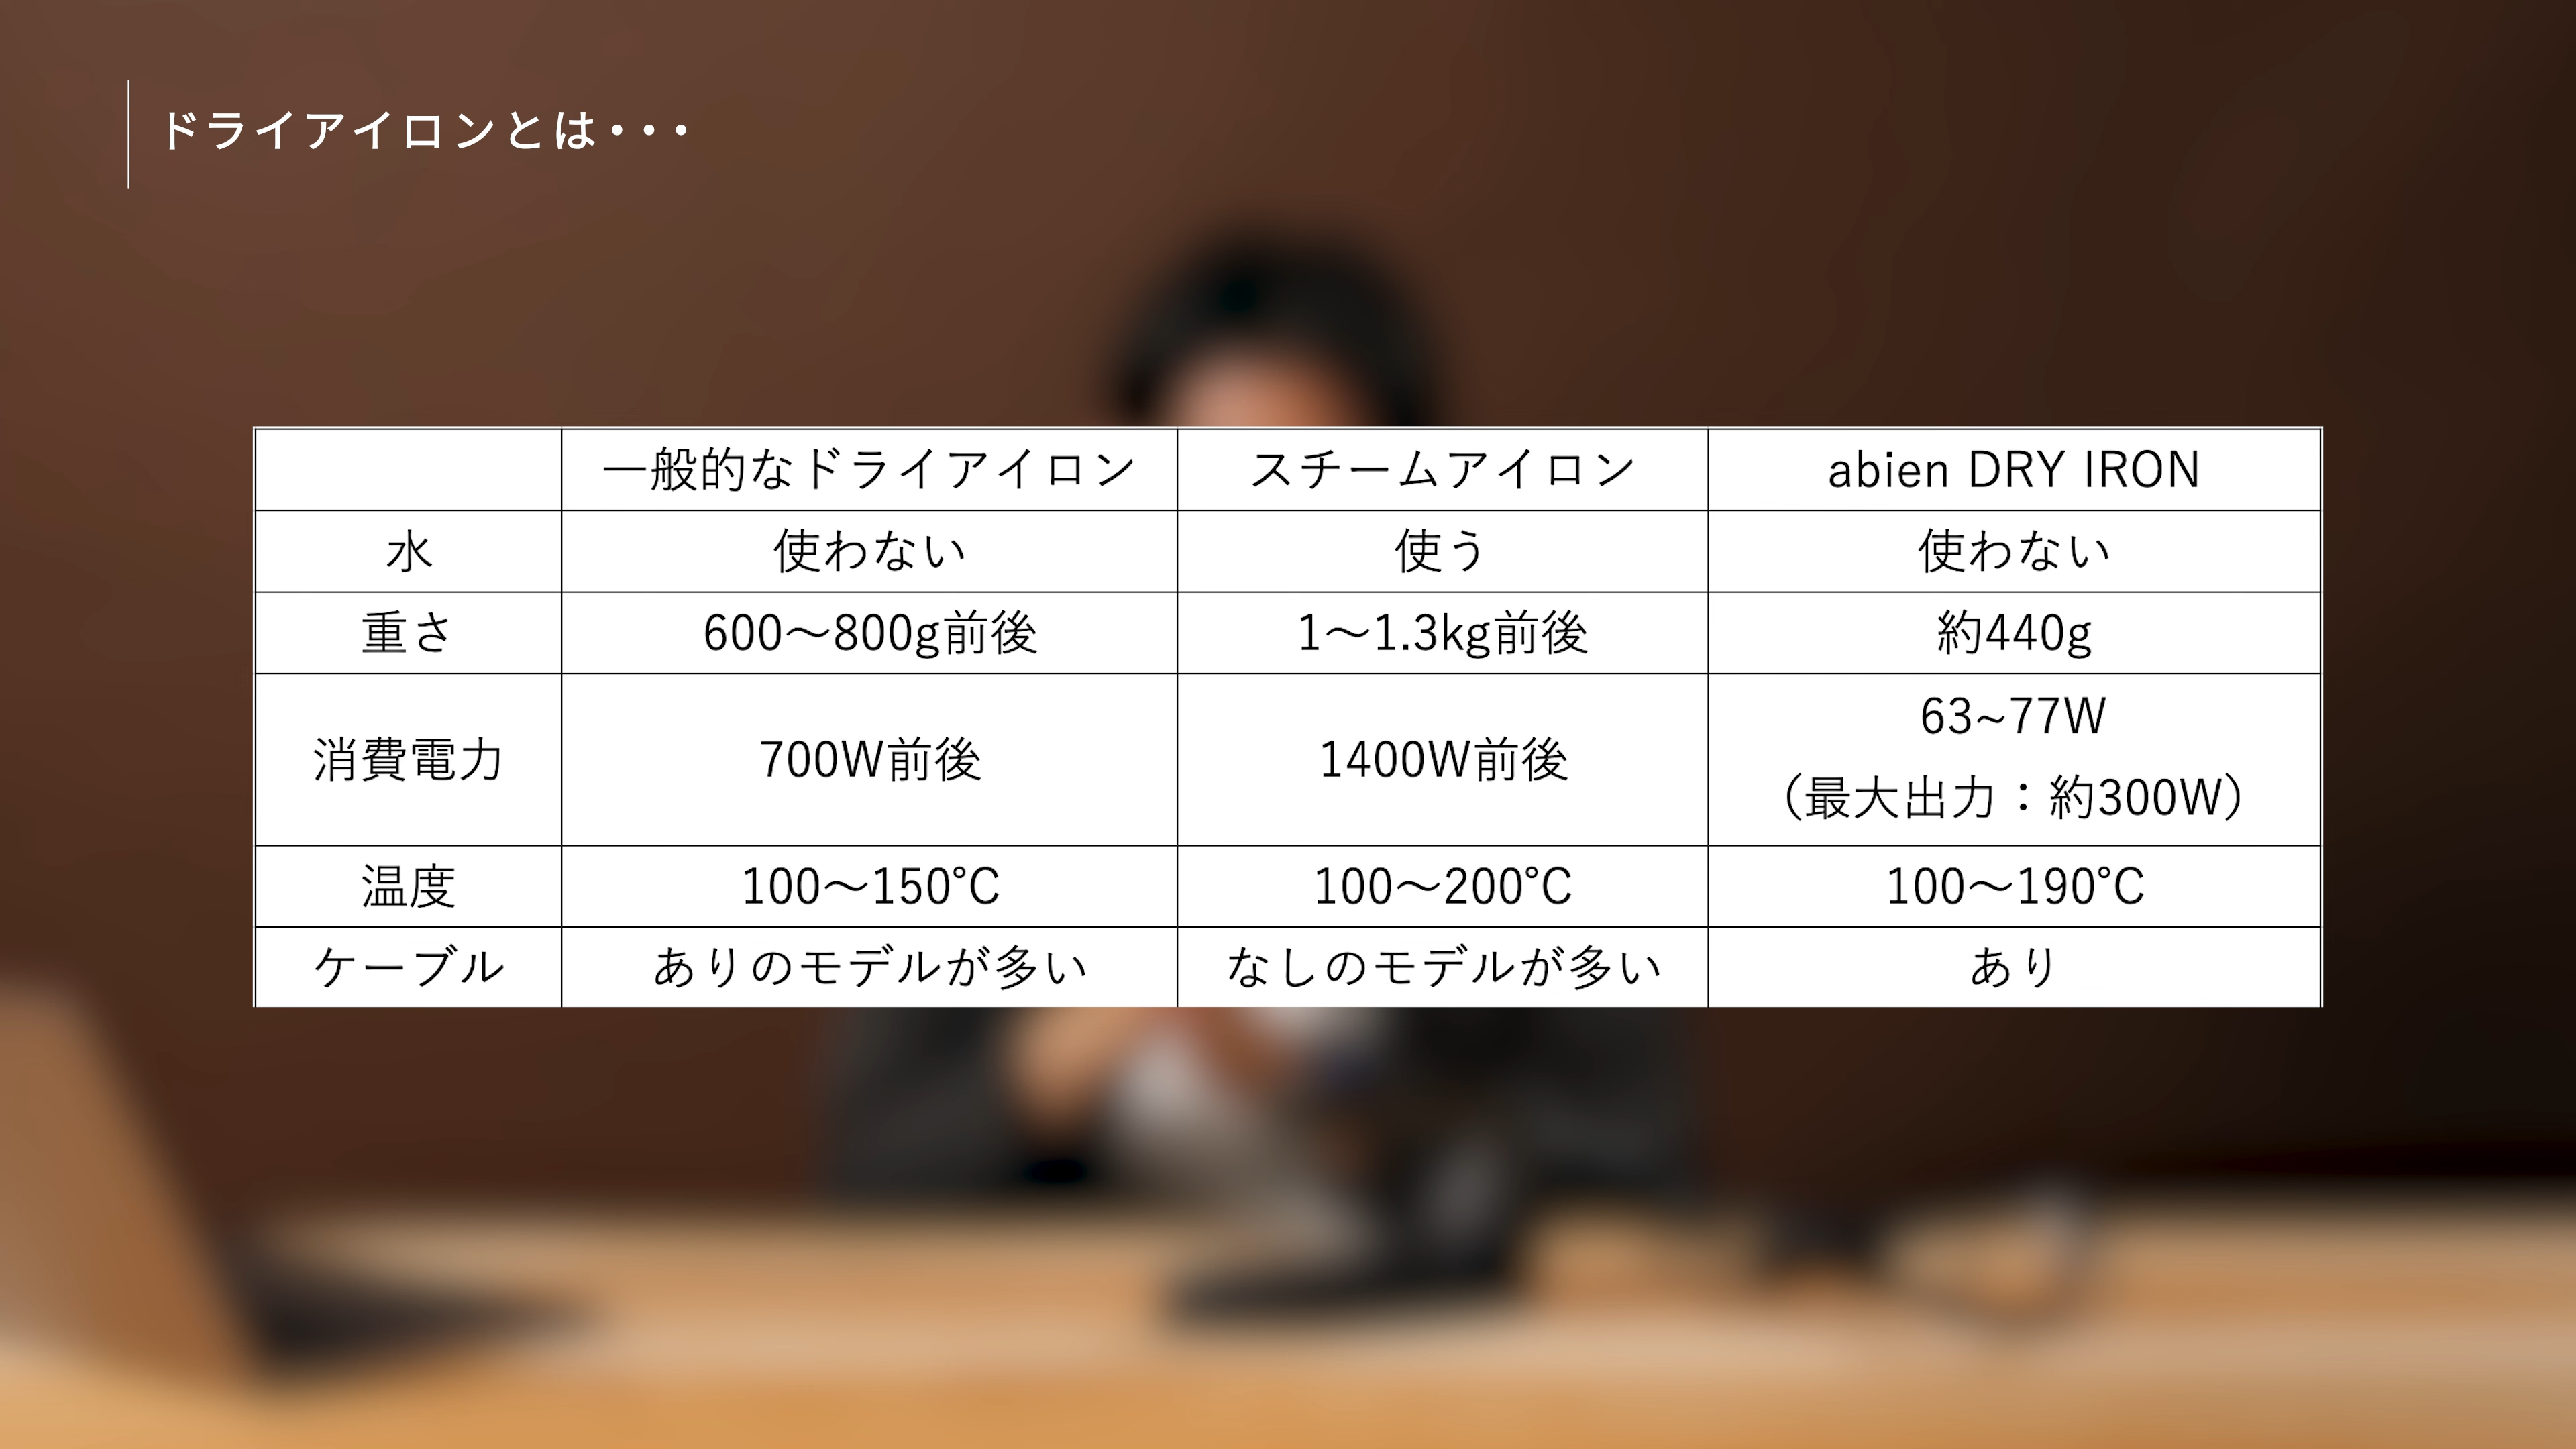 ドライアイロンとは･･･
一般的なドライアイロン スチームアイロン abien DRY IRON
水 使わない 使う 使わない
重さ 600～800g前後 1～1.3kg前後 約440g
消費電力 700W前後 1400W前後 63~77W
（最大出力：約300W）
温度 100～150°C 100～200°C 100～190°C
ケーブル ありのモデルが多い なしのモデルが多い あり